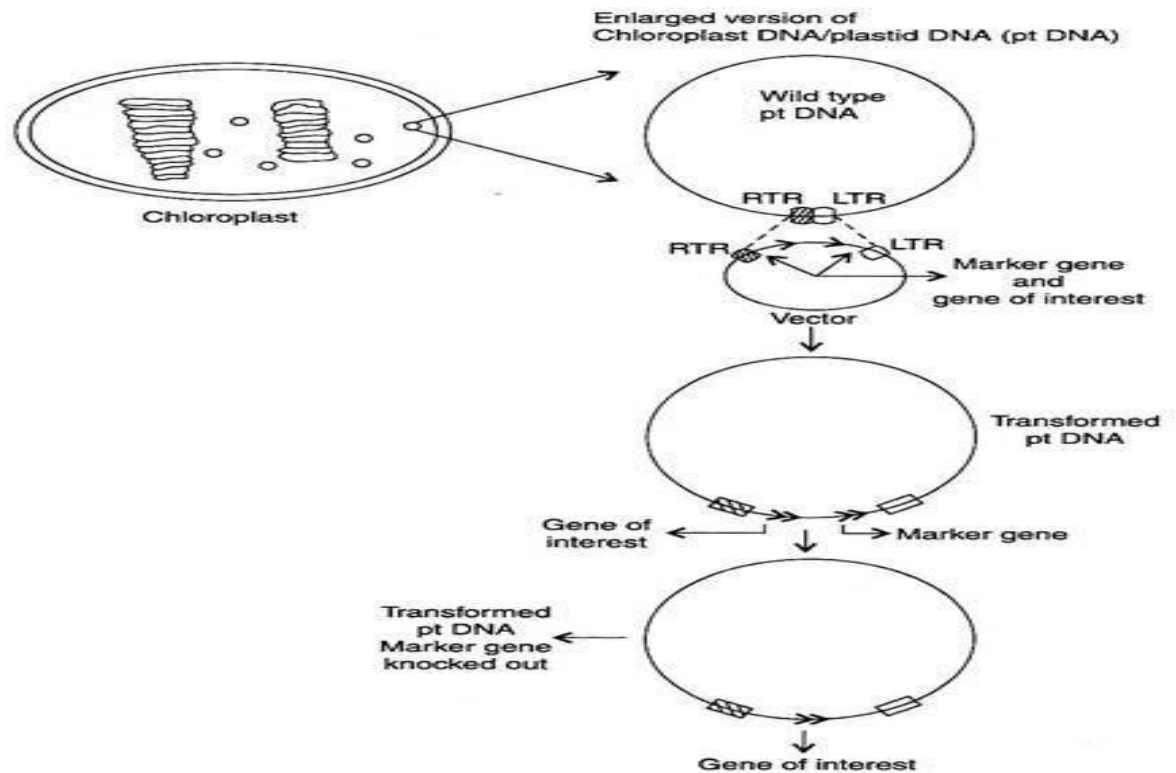 Enlarged version of
Chloroplast DNA/plastid DNA (pt DNA)
Wild type
pt DNA
Chloroplast
RTR LTR
RTR
LTR
Marker gene
and
gene of interest
Vector
Transformed
pt DNA
Gene of
interest
Marker gene
Transformed
pt DNA
Marker gene
knocked out
Gene of interest